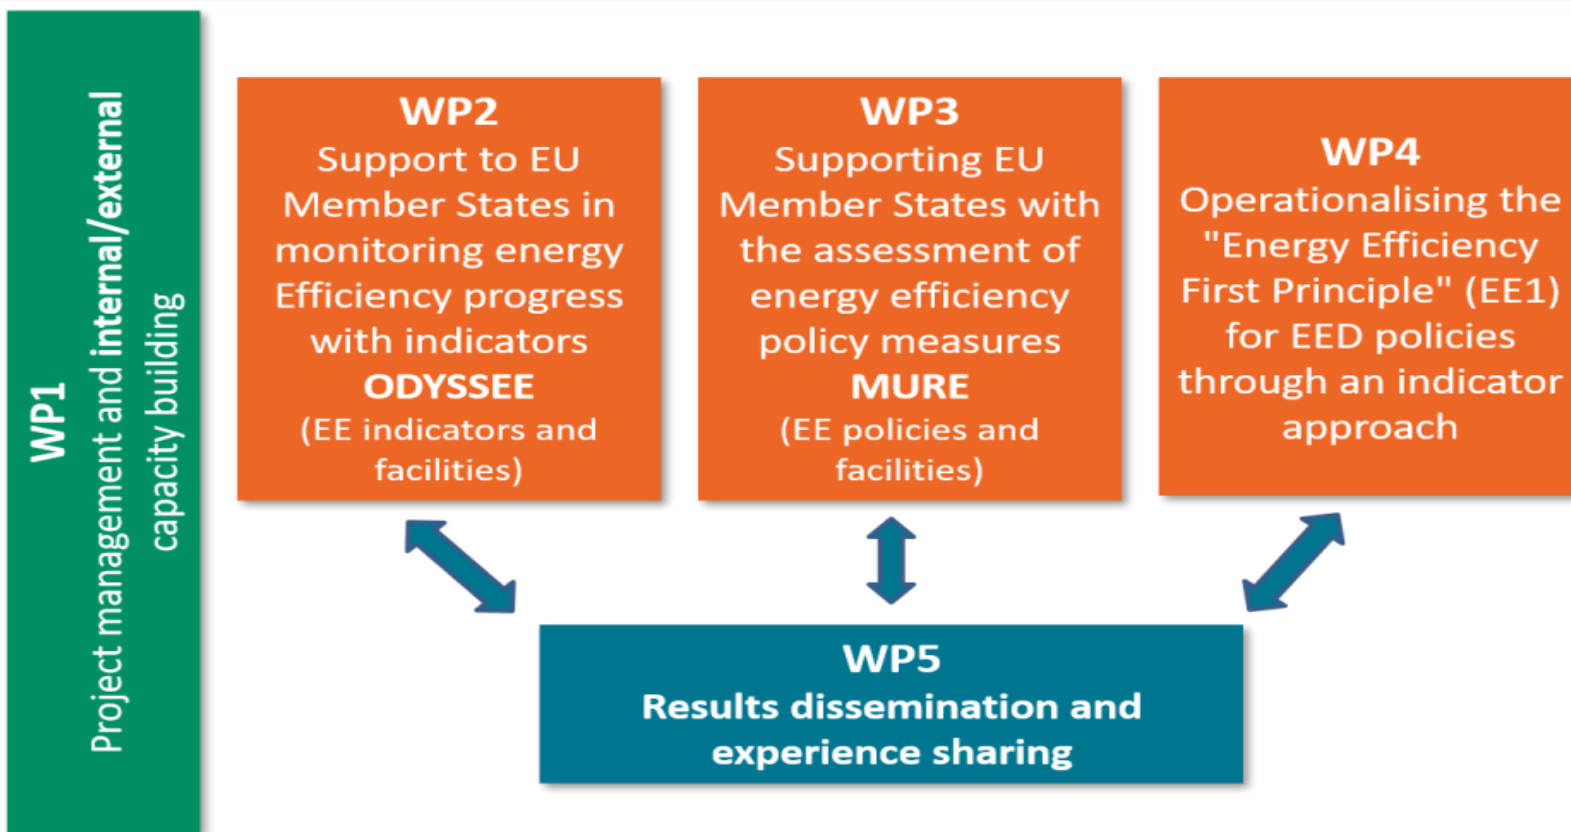 WP1
Project management and internal/external
capacity building
WP2
Support to EU
Member States in
monitoring energy
Efficiency progress
with indicators
ODYSSEE
(EE indicators and
facilities)
WP3
Supporting EU
Member States with
the assessment of
energy efficiency
policy measures
MURE
(EE policies and
facilities)
WP4
Operationalising the
"Energy Efficiency
First Principle" (EE1)
for EED policies
through an indicator
approach
WP5
Results dissemination and
experience sharing